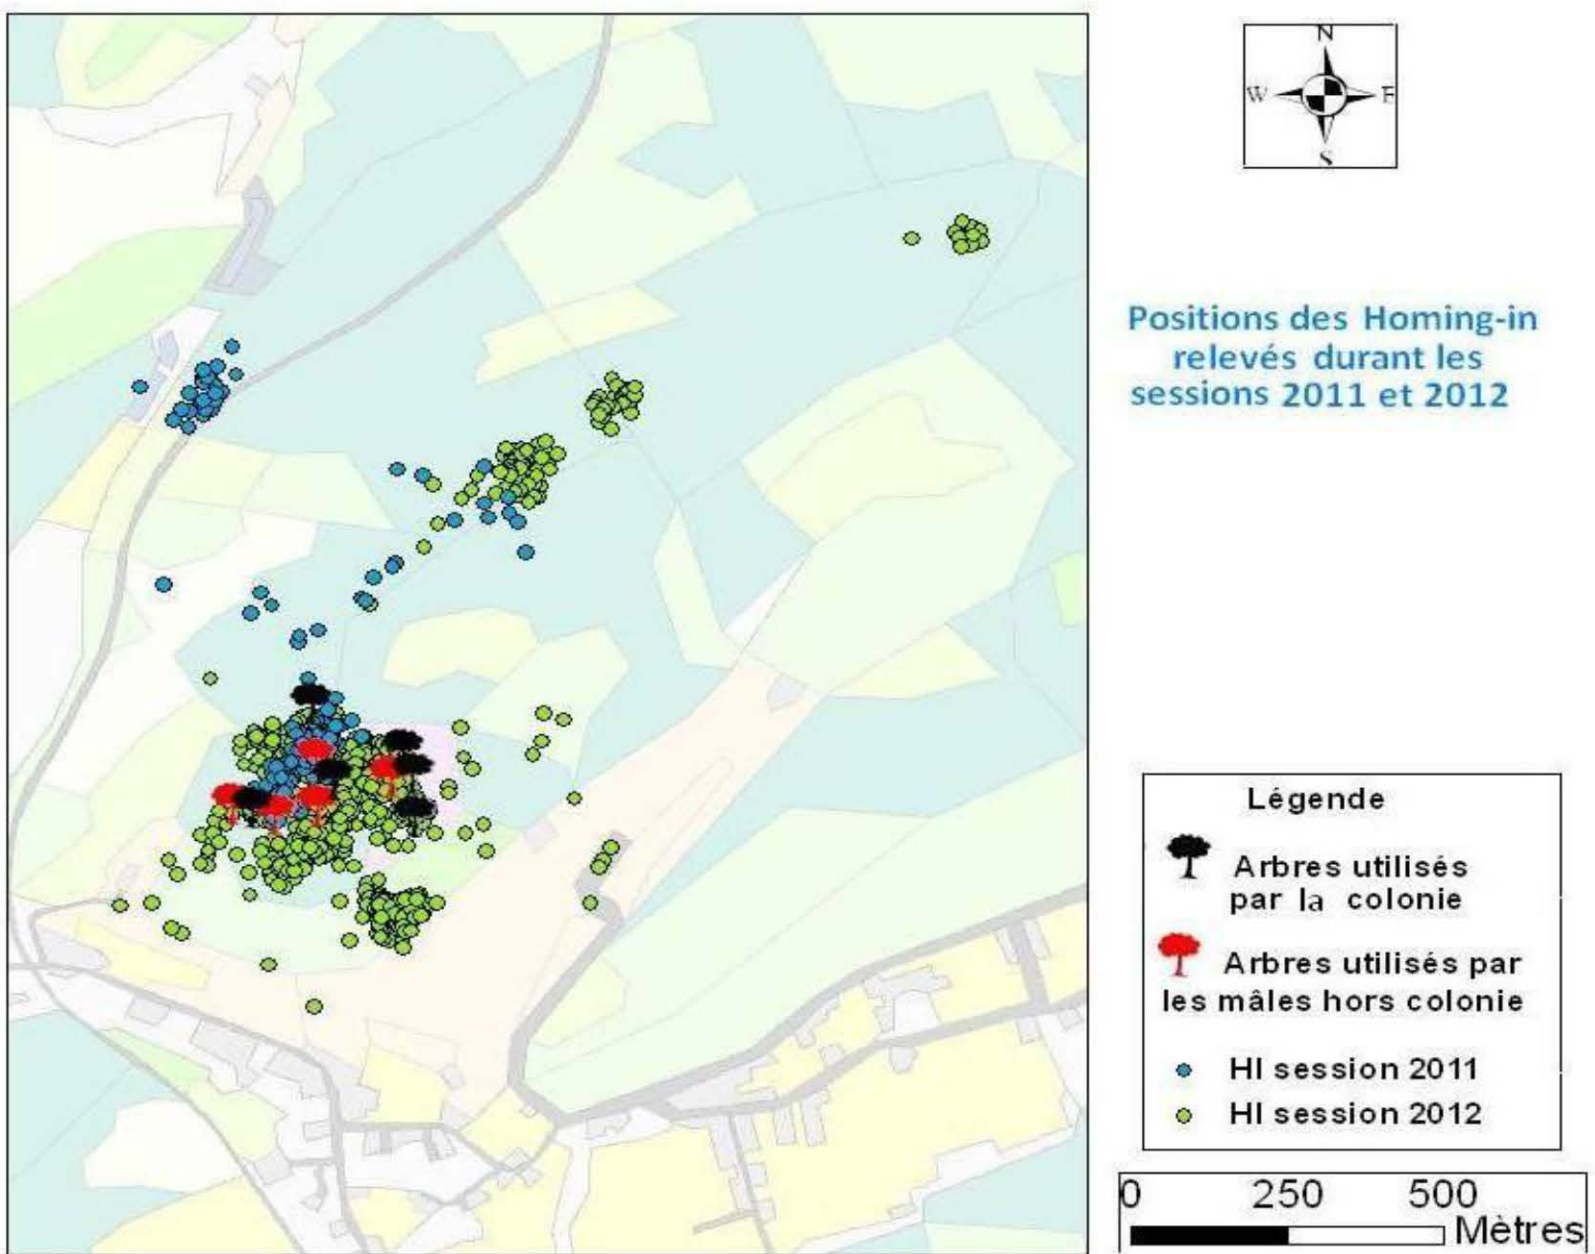 N
W E
S
Positions des Homing-in
relevés durant les
sessions 2011 et 2012
Légende
Arbres utilisés
par la colonie
Arbres utilisés par
les mâles hors colonie
HI session 2011
HI session 2012
0 250 500
Mètres